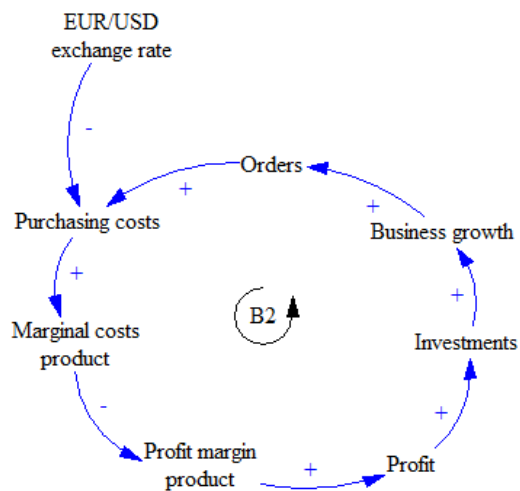 EUR/USD
exchange rate
-
Orders
+
+
Purchasing costs
Business growth
+
+
B2
Marginal costs
product
Investments
-
+
Profit margin
product
+
Profit